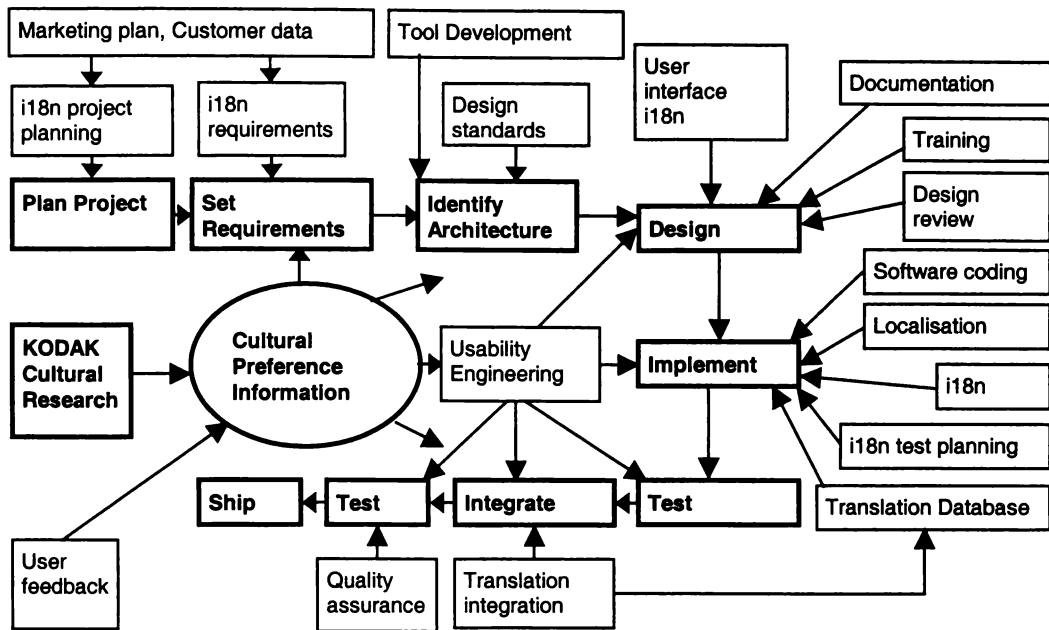 Marketing plan, Customer data
Tool Development
User
interface
i18n
Documentation
i18n project
planning
i18n
requirements
Design
standards
Training
Design
review
Plan Project
Set
Requirements
Identify
Architecture
Design
Software coding
KODAK
Cultural
Research
Cultural
Preference
Information
Usability
Engineering
Implement
Localisation
i18n
i18n test planning
Ship
Test
Integrate
Test
Translation Database
User
feedback
Quality
assurance
Translation
integration